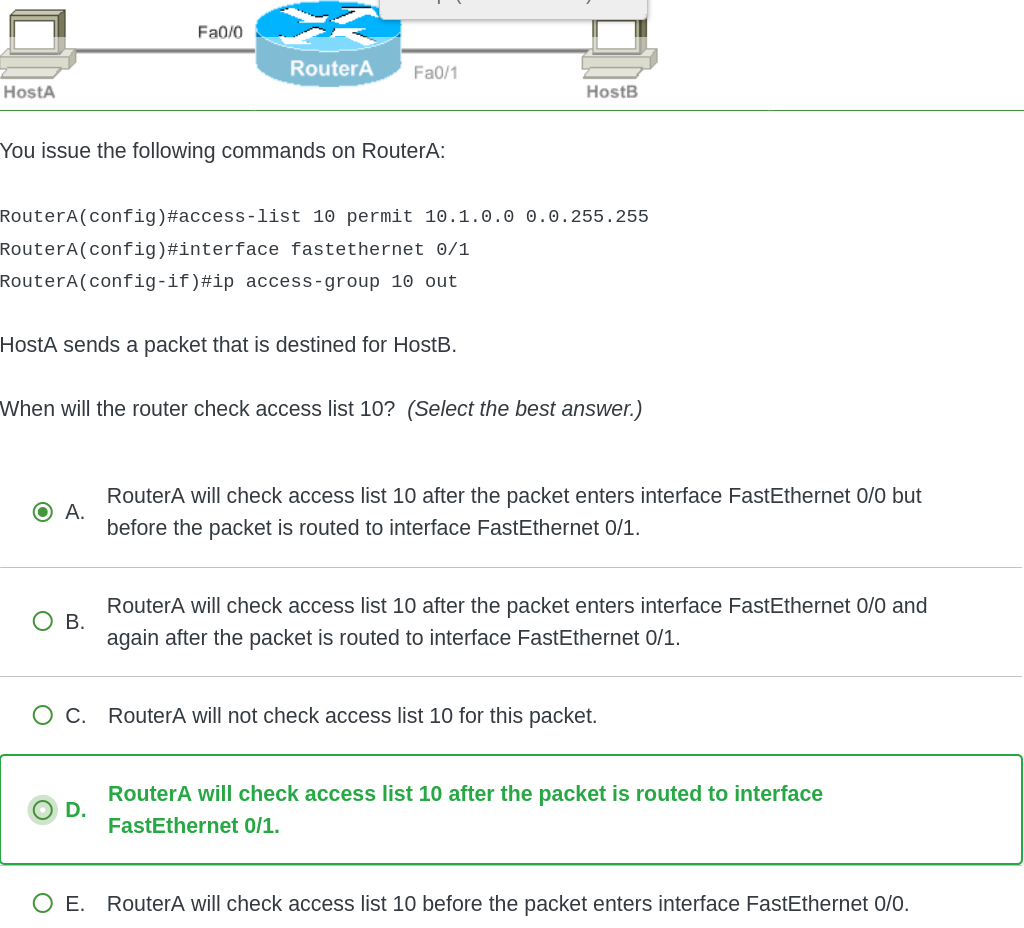 Fa0/0
RouterA
Fa0/1
HostA
HostB
You issue the following commands on RouterA:
RouterA(config)#access-list 10 permit 10.1.0.0 0.0.255.255
RouterA(config)#interface fastethernet 0/1
RouterA(config-if)#ip access-group 10 out
HostA sends a packet that is destined for HostB.
When will the router check access list 10? (Select the best answer.)
A. RouterA will check access list 10 after the packet enters interface FastEthernet 0/0 but
before the packet is routed to interface FastEthernet 0/1.
B. RouterA will check access list 10 after the packet enters interface FastEthernet 0/0 and
again after the packet is routed to interface FastEthernet 0/1.
C. RouterA will not check access list 10 for this packet.
D. RouterA will check access list 10 after the packet is routed to interface
FastEthernet 0/1.
E. RouterA will check access list 10 before the packet enters interface FastEthernet 0/0.